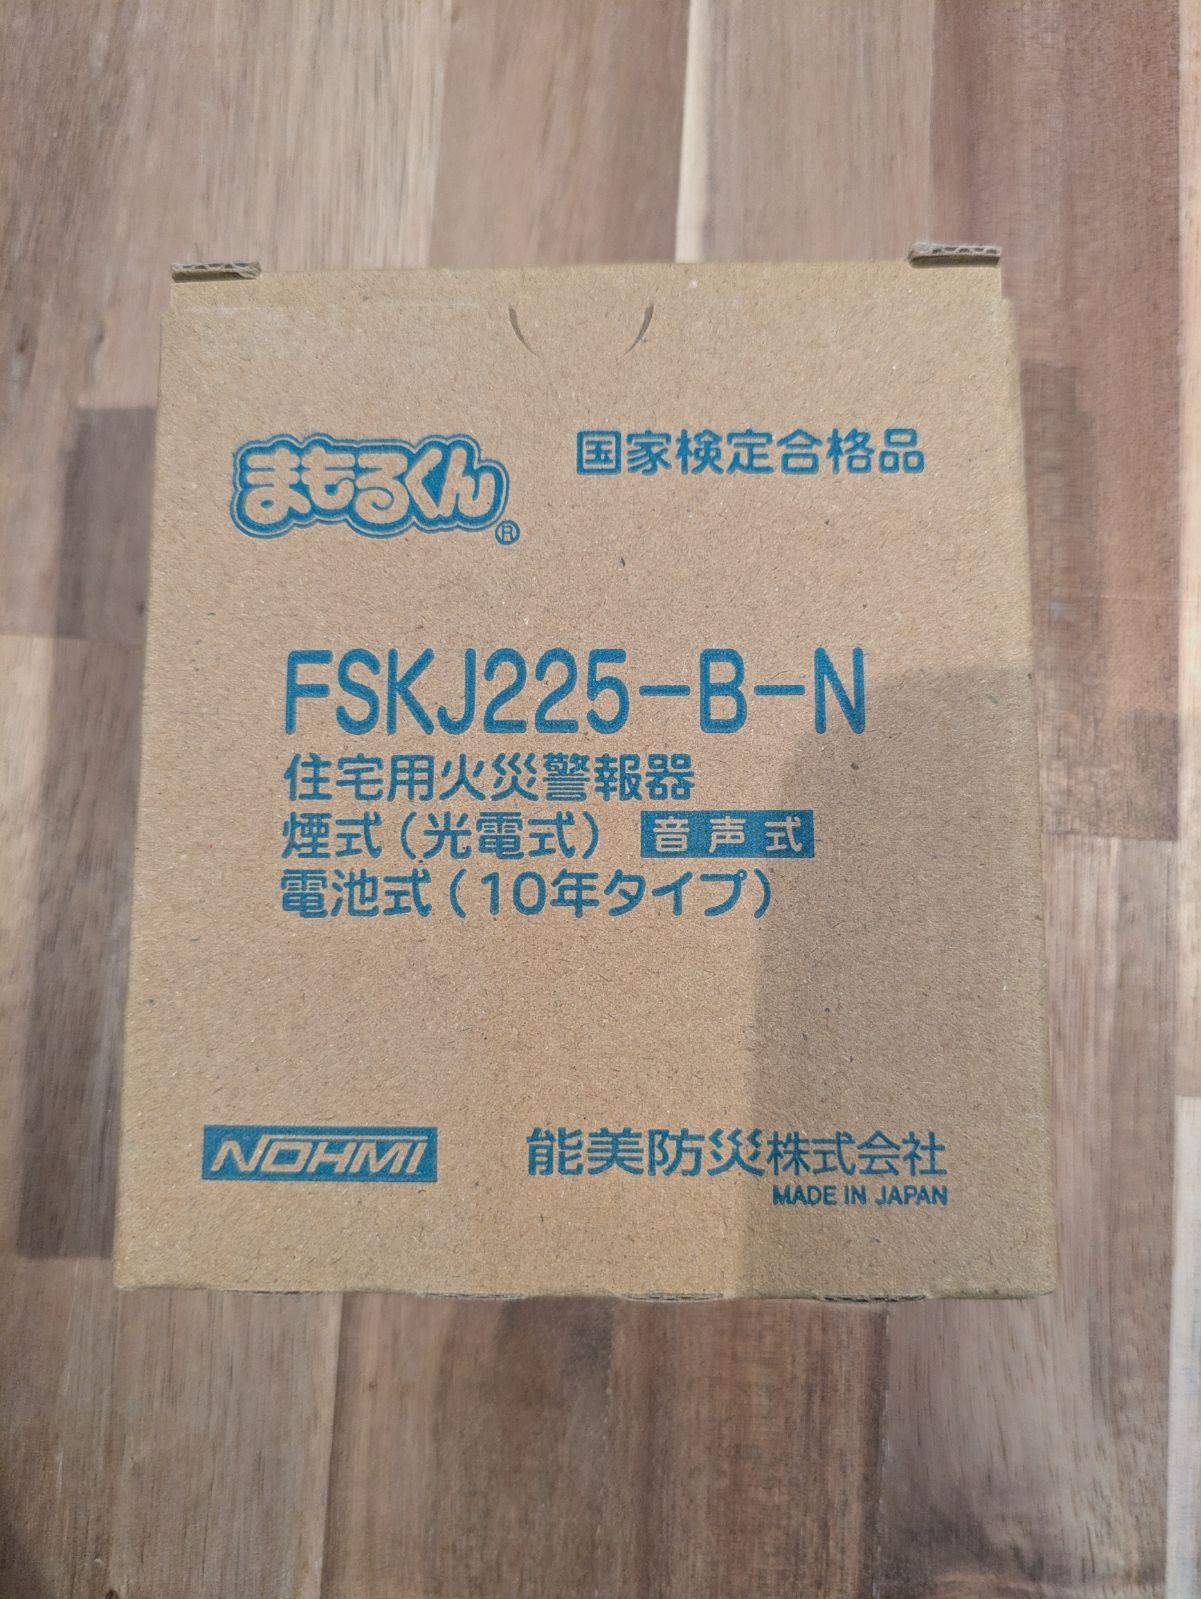 まもるくん®
国家検定合格品
FSKJ225-B-N
住宅用火災警報器
煙式(光電式) 音声式
電池式(10年タイプ)
NOHMI
能美防災株式会社
MADE IN JAPAN